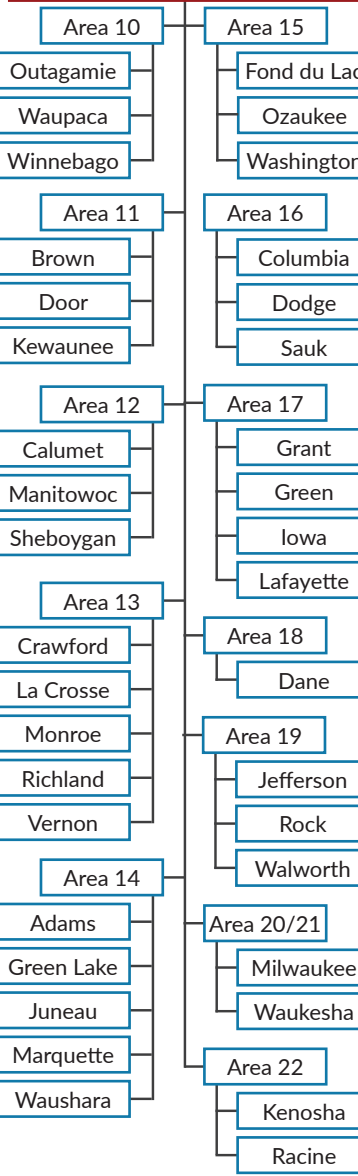 Area 10
Outagamie
Waupaca
Winnebago
Area 11
Brown
Door
Kewaunee
Area 12
Calumet
Manitowoc
Sheboygan
Area 13
Crawford
La Crosse
Monroe
Richland
Vernon
Area 14
Adams
Green Lake
Juneau
Marquette
Waushara
Area 15
Fond du Lac
Ozaukee
Washington
Area 16
Columbia
Dodge
Sauk
Area 17
Grant
Green
Iowa
Lafayette
Area 18
Dane
Area 19
Jefferson
Rock
Walworth
Area 20/21
Milwaukee
Waukesha
Area 22
Kenosha
Racine